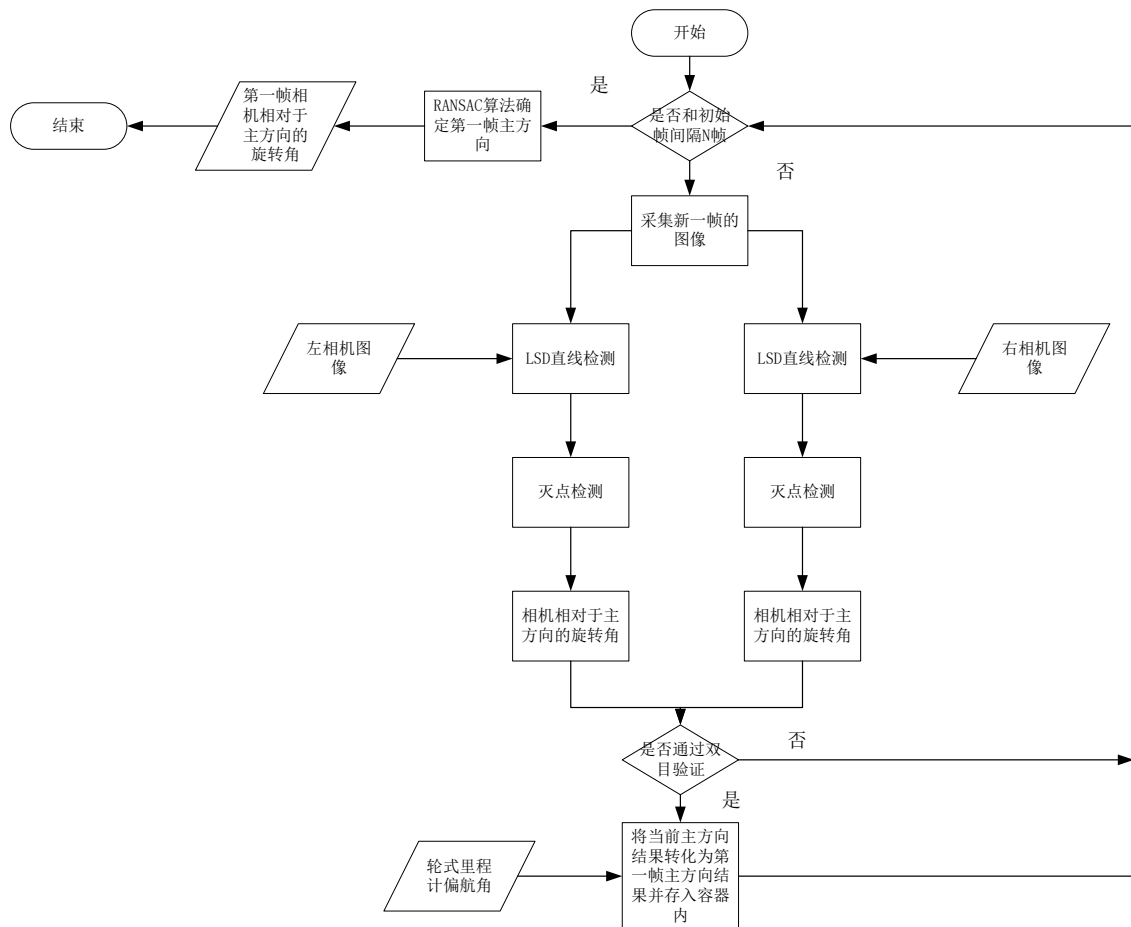 开始
是
第一帧相
机相对于
主方向的
旋转角
结束
RANSAC算法确
定第一帧主方
向
是否和初始
帧间隔N帧
否
采集新一帧的
图像
左相机图
像
LSD直线检测
LSD直线检测
右相机图
像
灭点检测
灭点检测
相机相对于主
方向的旋转角
相机相对于主
方向的旋转角
是否通过双
目验证
否
是
轮式里程
计偏航角
将当前主方向
结果转化为第
一帧主方向结
果并存入容器
内